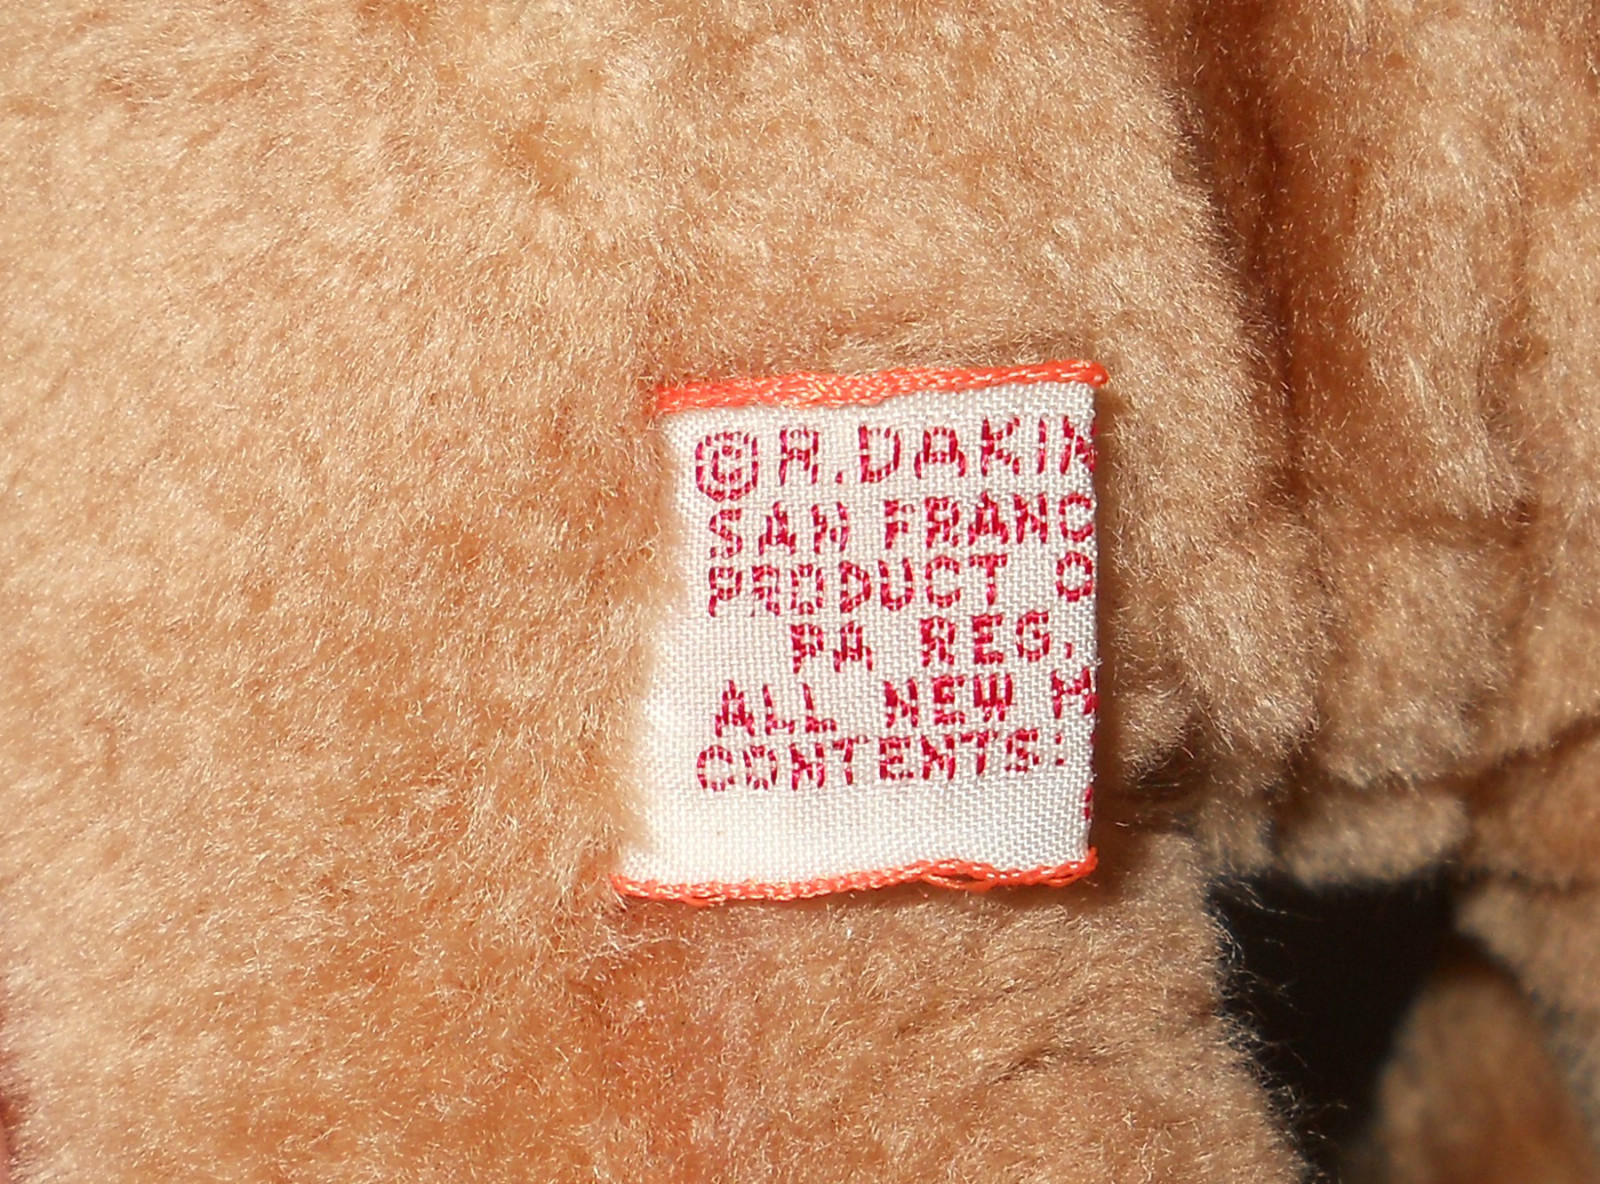 © R. DAKIN
SAN FRANC
PRODUCT O
PA REG.
ALL NEW M
CONTENTS: